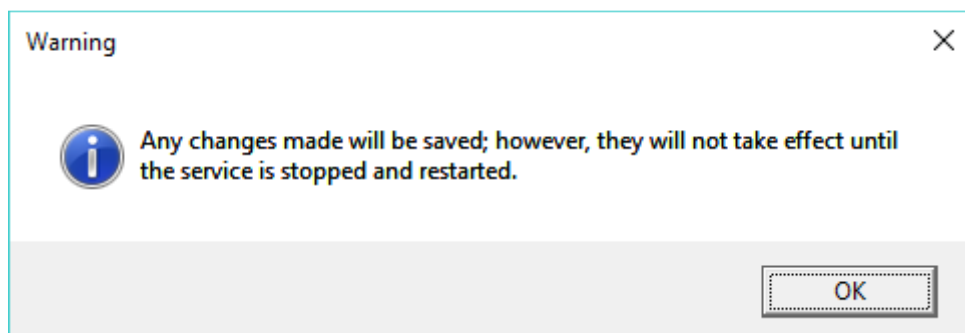 Warning
Any changes made will be saved; however, they will not take effect until
the service is stopped and restarted.
OK